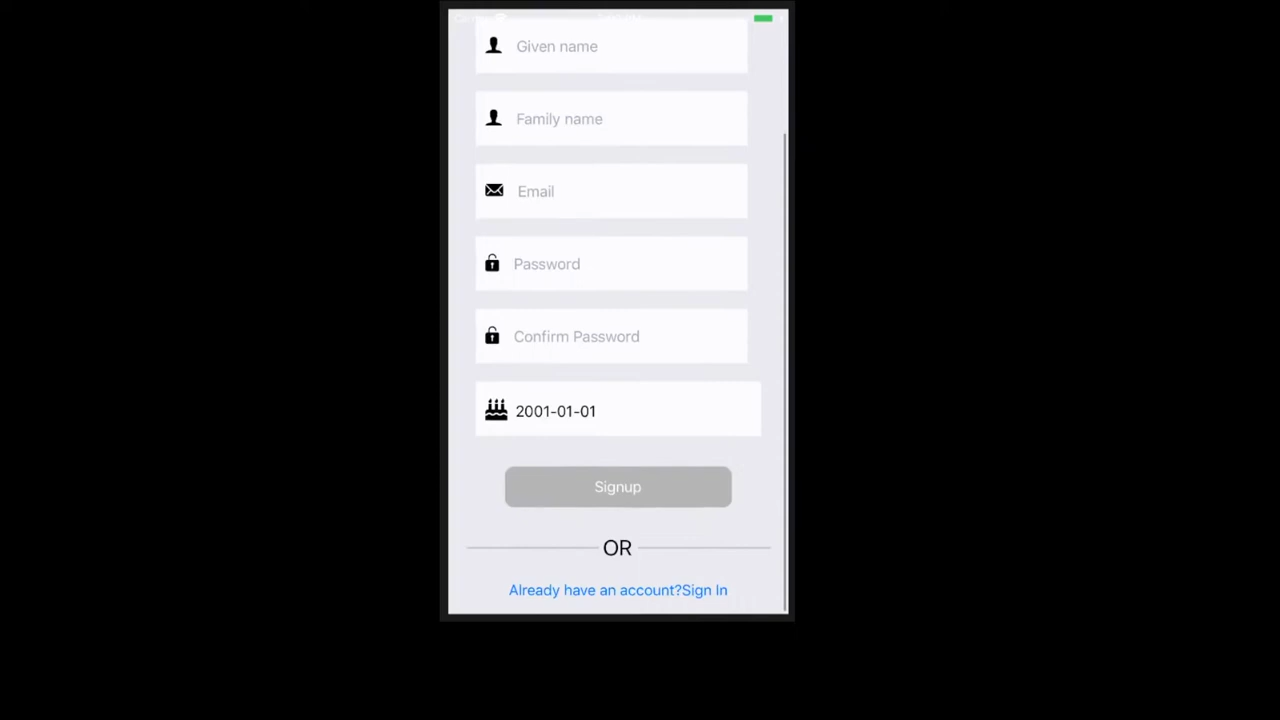 Given name
Family name
Email
Password
Confirm Password
2001-01-01
Signup
OR
Already have an account?Sign In